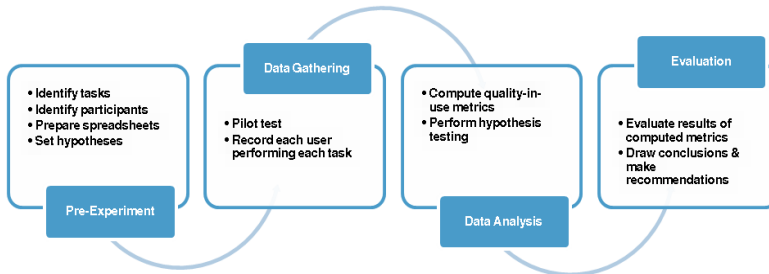 • Identify tasks
• Identify participants
• Prepare spreadsheets
• Set hypotheses
Pre-Experiment
Data Gathering
• Pilot test
• Record each user
performing each task
• Compute quality-in-
use metrics
• Perform hypothesis
testing
Data Analysis
Evaluation
• Evaluate results of
computed metrics
• Draw conclusions &
make
recommendations